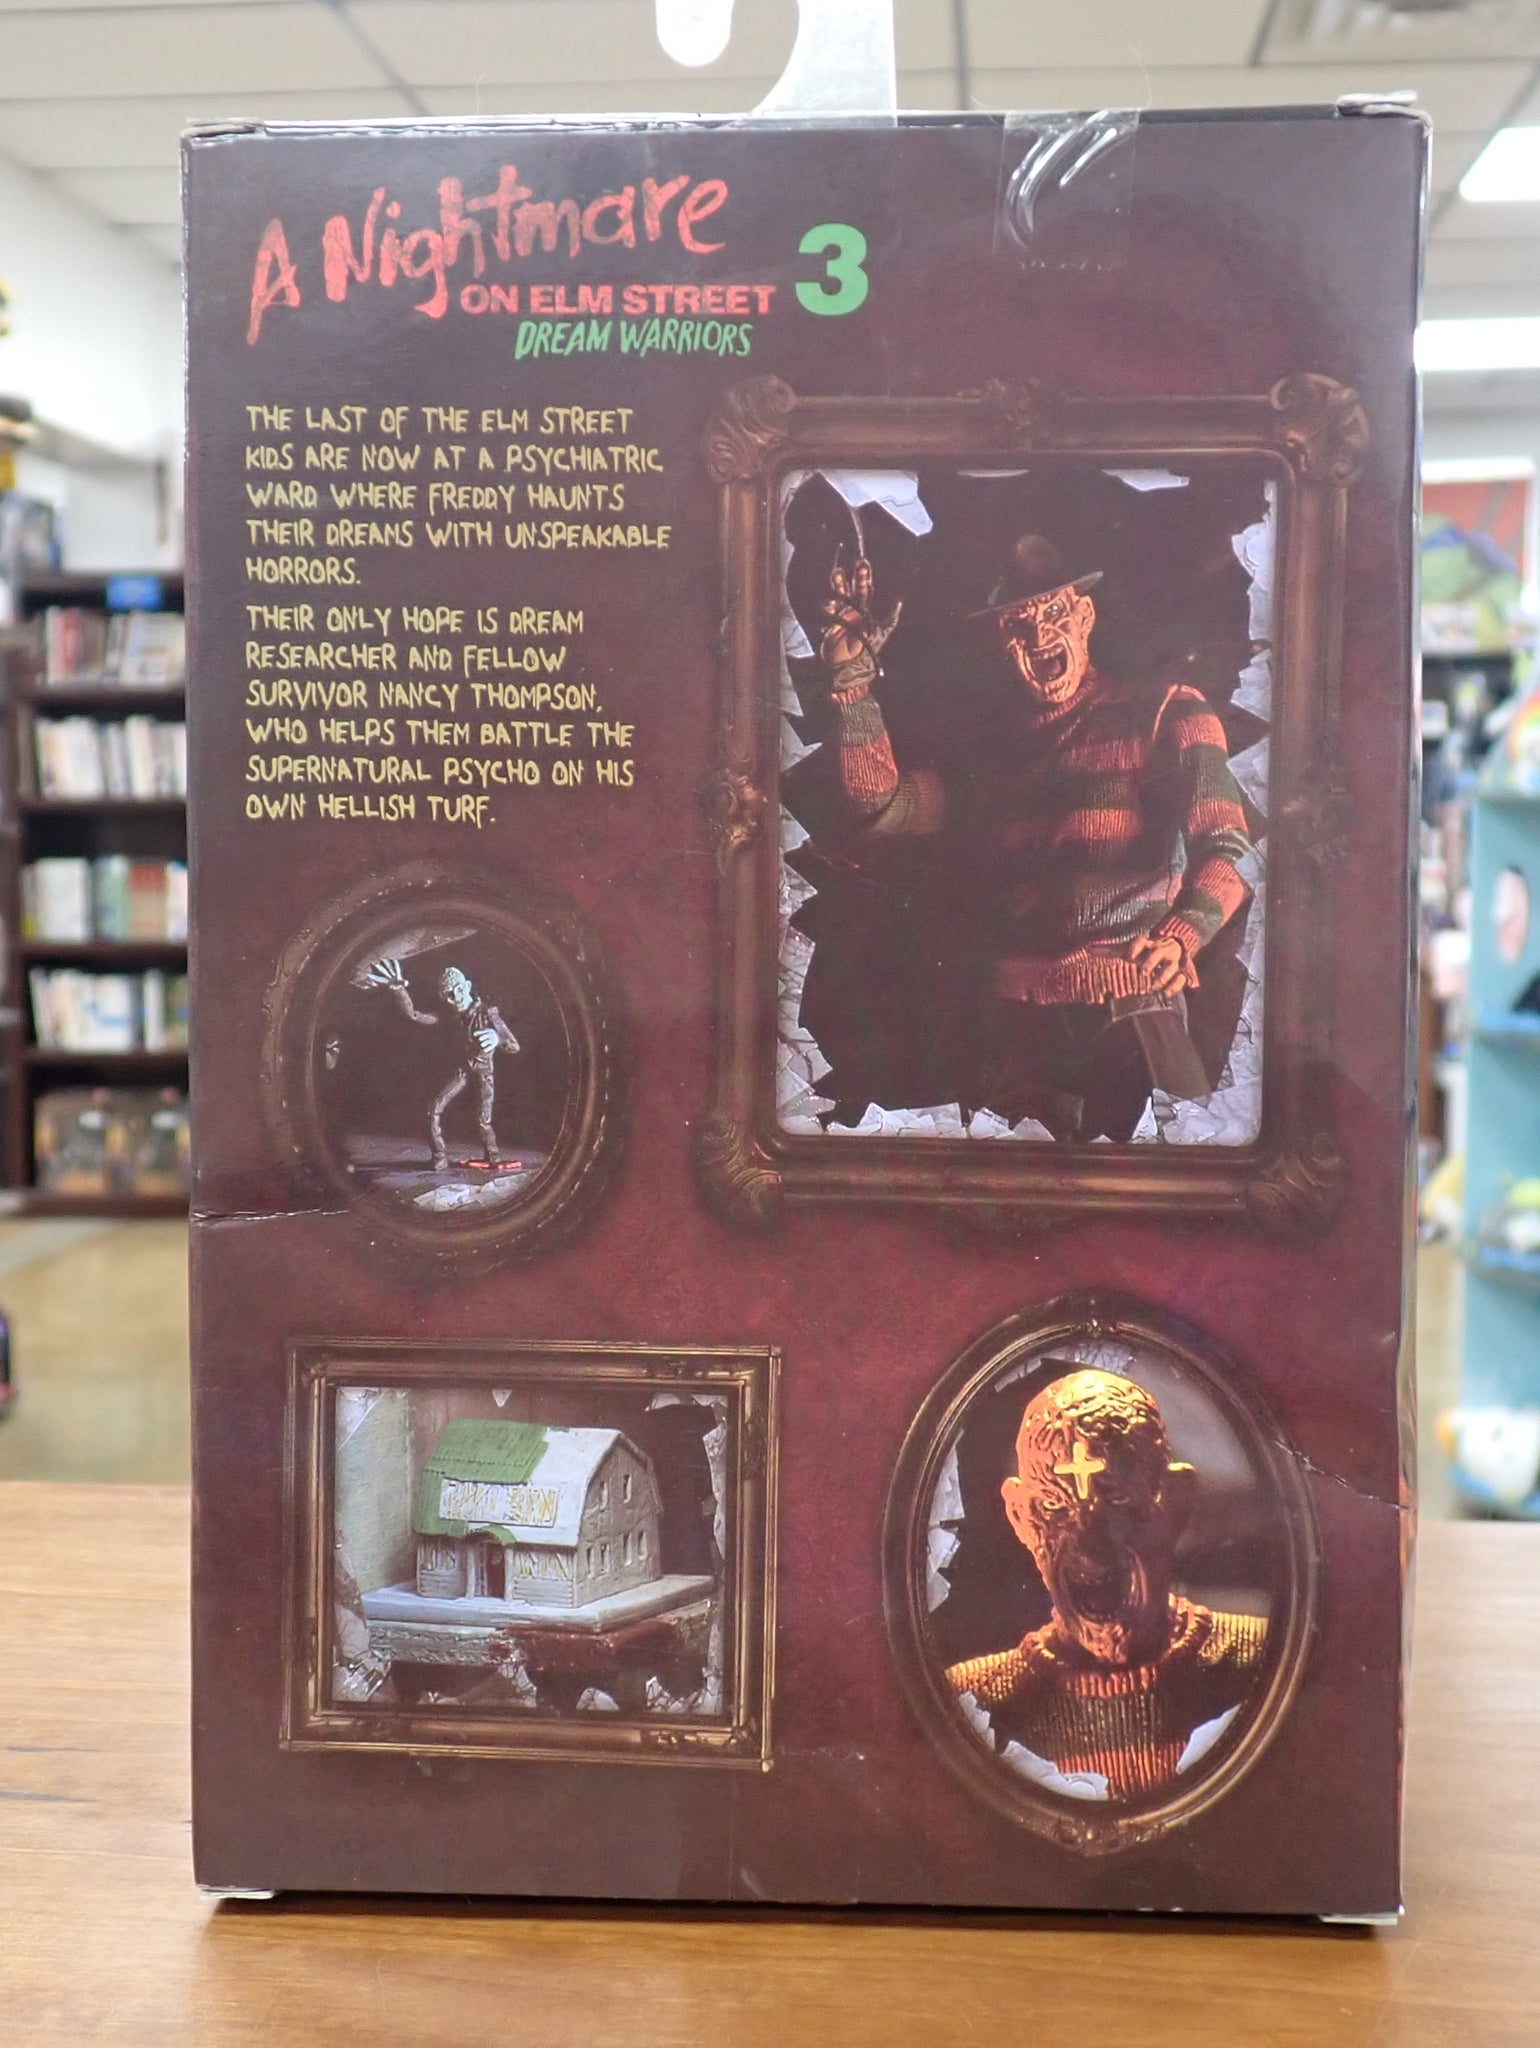 A Nightmare
ON ELM STREET 3
DREAM WARRIORS
THE LAST OF THE ELM STREET
KIDS ARE NOW AT A PSYCHIATRIC
WARD WHERE FREDDY HAUNTS
THEIR DREAMS WITH UNSPEAKABLE
HORRORS.
THEIR ONLY HOPE IS DREAM
RESEARCHER AND FELLOW
SURVIVOR NANCY THOMPSON,
WHO HELPS THEM BATTLE THE
SUPERNATURAL PSYCHO ON HIS
OWN HELLISH TURF.